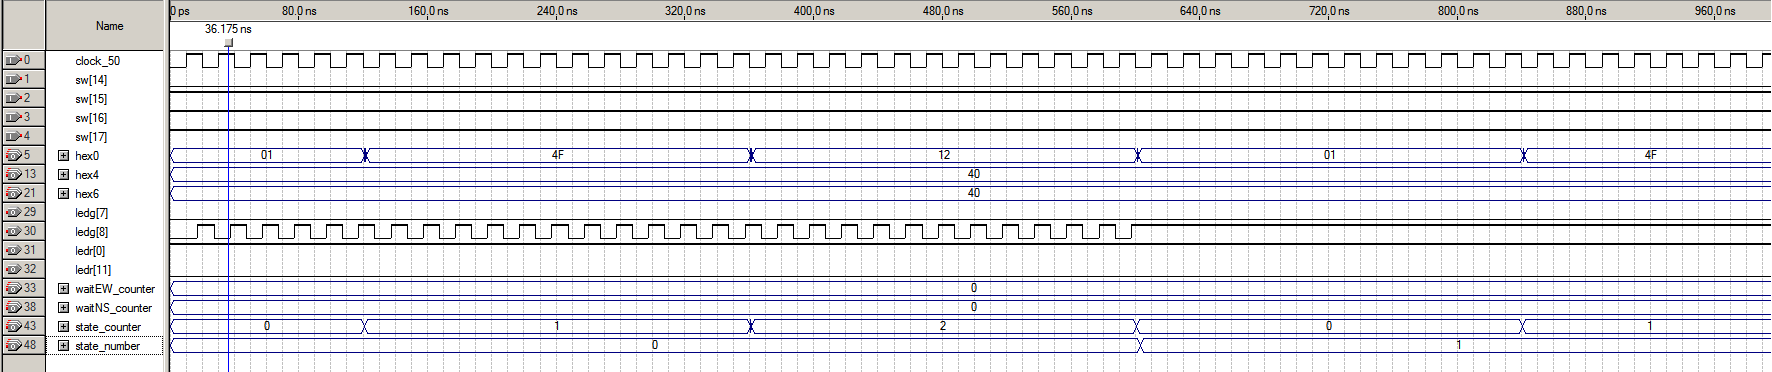 Name
0 ps 80.0 ns 160.0 ns 240.0 ns 320.0 ns 400.0 ns 480.0 ns 560.0 ns 640.0 ns 720.0 ns 800.0 ns 880.0 ns 960.0 ns
36.175 ns
0 clock_50
1 sw[14]
2 sw[15]
3 sw[16]
4 sw[17]
5 hex0 01 4F 12 01 4F
13 hex4 40
21 hex6 40
29 ledg[7]
30 ledg[8]
31 ledr[0]
32 ledr[11]
33 waitEW_counter 0
38 waitNS_counter 0
43 state_counter 0 1 2 0 1
48 state_number 0 1